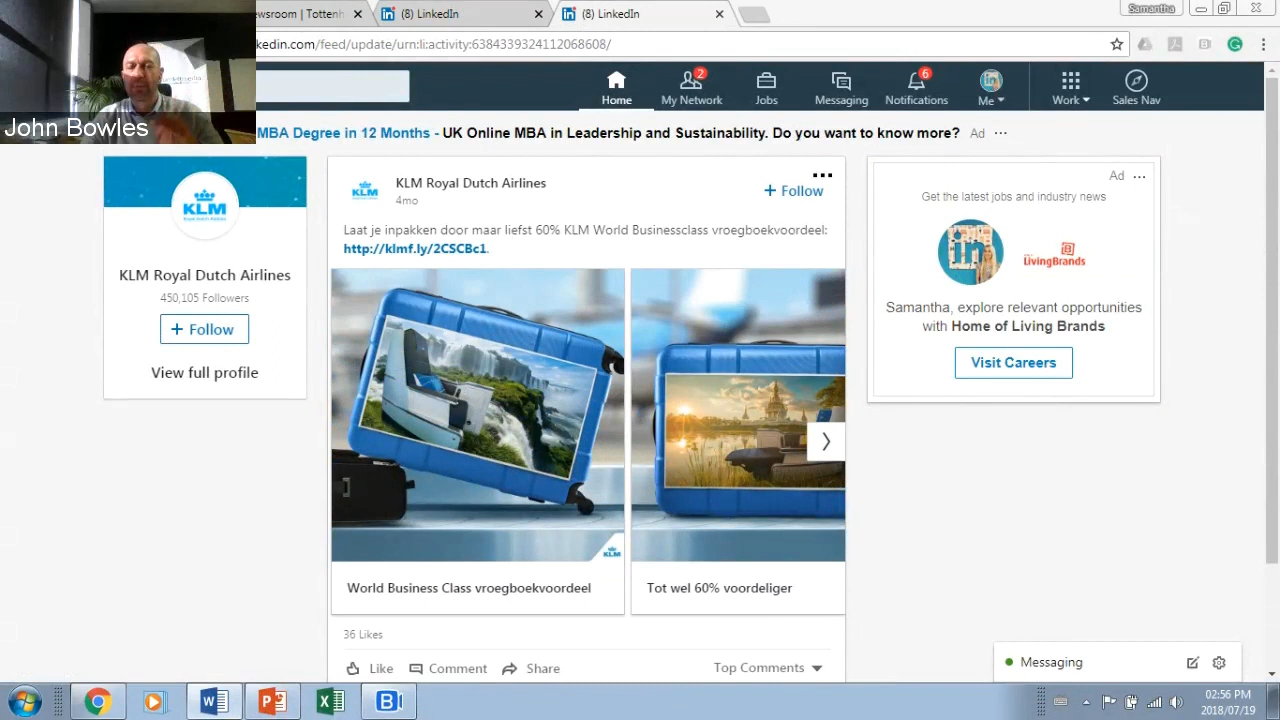 ewsroom | Tottenh
(8) LinkedIn
(8) LinkedIn
Samantha
kedin.com/feed/update/urn:li:activity:6384339324112068608/
John Bowles
Home
2
My Network
Jobs
Messaging
6
Notifications
Me
Work
Sales Nav
MBA Degree in 12 Months - UK Online MBA in Leadership and Sustainability. Do you want to know more? Ad
KLM
KLM Royal Dutch Airlines
450,105 Followers
+ Follow
View full profile
KLM
KLM Royal Dutch Airlines
4mo
+ Follow
Laat je inpakken door maar liefst 60% KLM World Businessclass vroegboekvoordeel:
http://klmf.ly/2CSCBc1.
KLM
World Business Class vroegboekvoordeel
Tot wel 60% voordeliger
36 Likes
Like
Comment
Share
Top Comments
Ad
Get the latest jobs and industry news
in
LivingBrands
Samantha, explore relevant opportunities
with Home of Living Brands
Visit Careers
Messaging
02:56 PM
2018/07/19